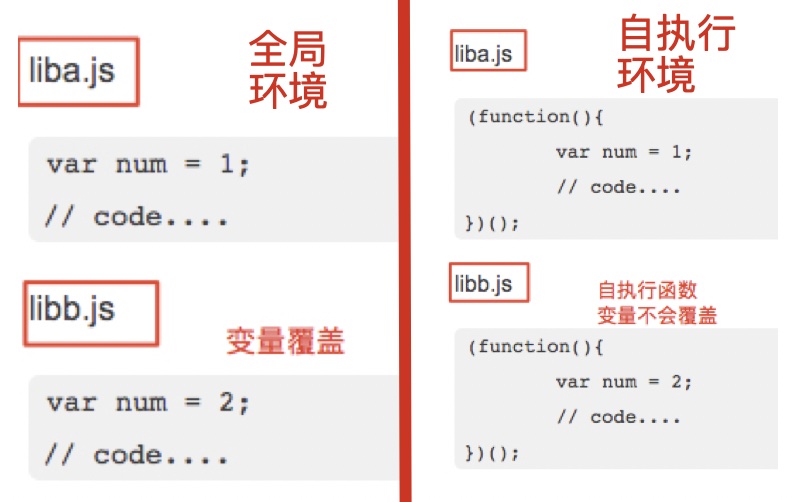 liba.js
全局
环境
var num = 1;
// code....
libb.js
变量覆盖
var num = 2;
// code....
liba.js
自执行
环境
(function(){
var num = 1;
// code....
})();
libb.js
自执行函数
变量不会覆盖
(function(){
var num = 2;
// code....
})();